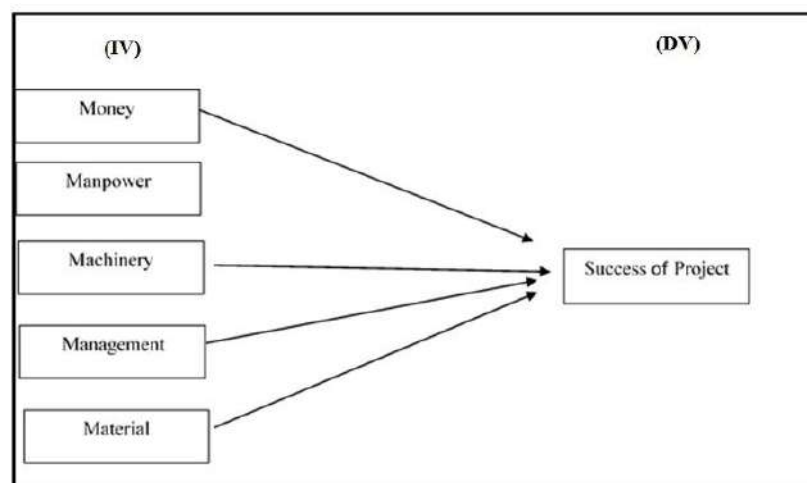 (IV)
(DV)
Money
Manpower
Machinery
Success of Project
Management
Material